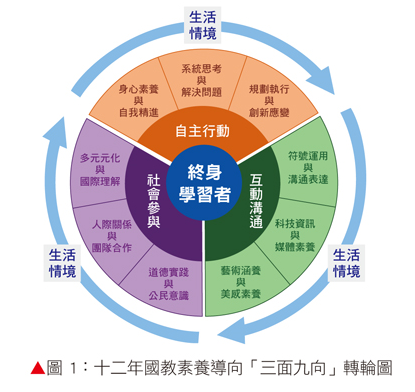 生活
情境
系統思考
與
解決問題
身心素養
與
自我精進
規劃執行
與
創新應變
自主行動
多元元化
與
國際理解
符號運用
與
溝通表達
終身
學習者
社會參與
互動溝通
人際關係
與
團隊合作
科技資訊
與
媒體素養
生活
情境
生活
情境
道德實踐
與
公民意識
藝術涵養
與
美感素養
▲圖 1：十二年國教素養導向「三面九向」轉輪圖